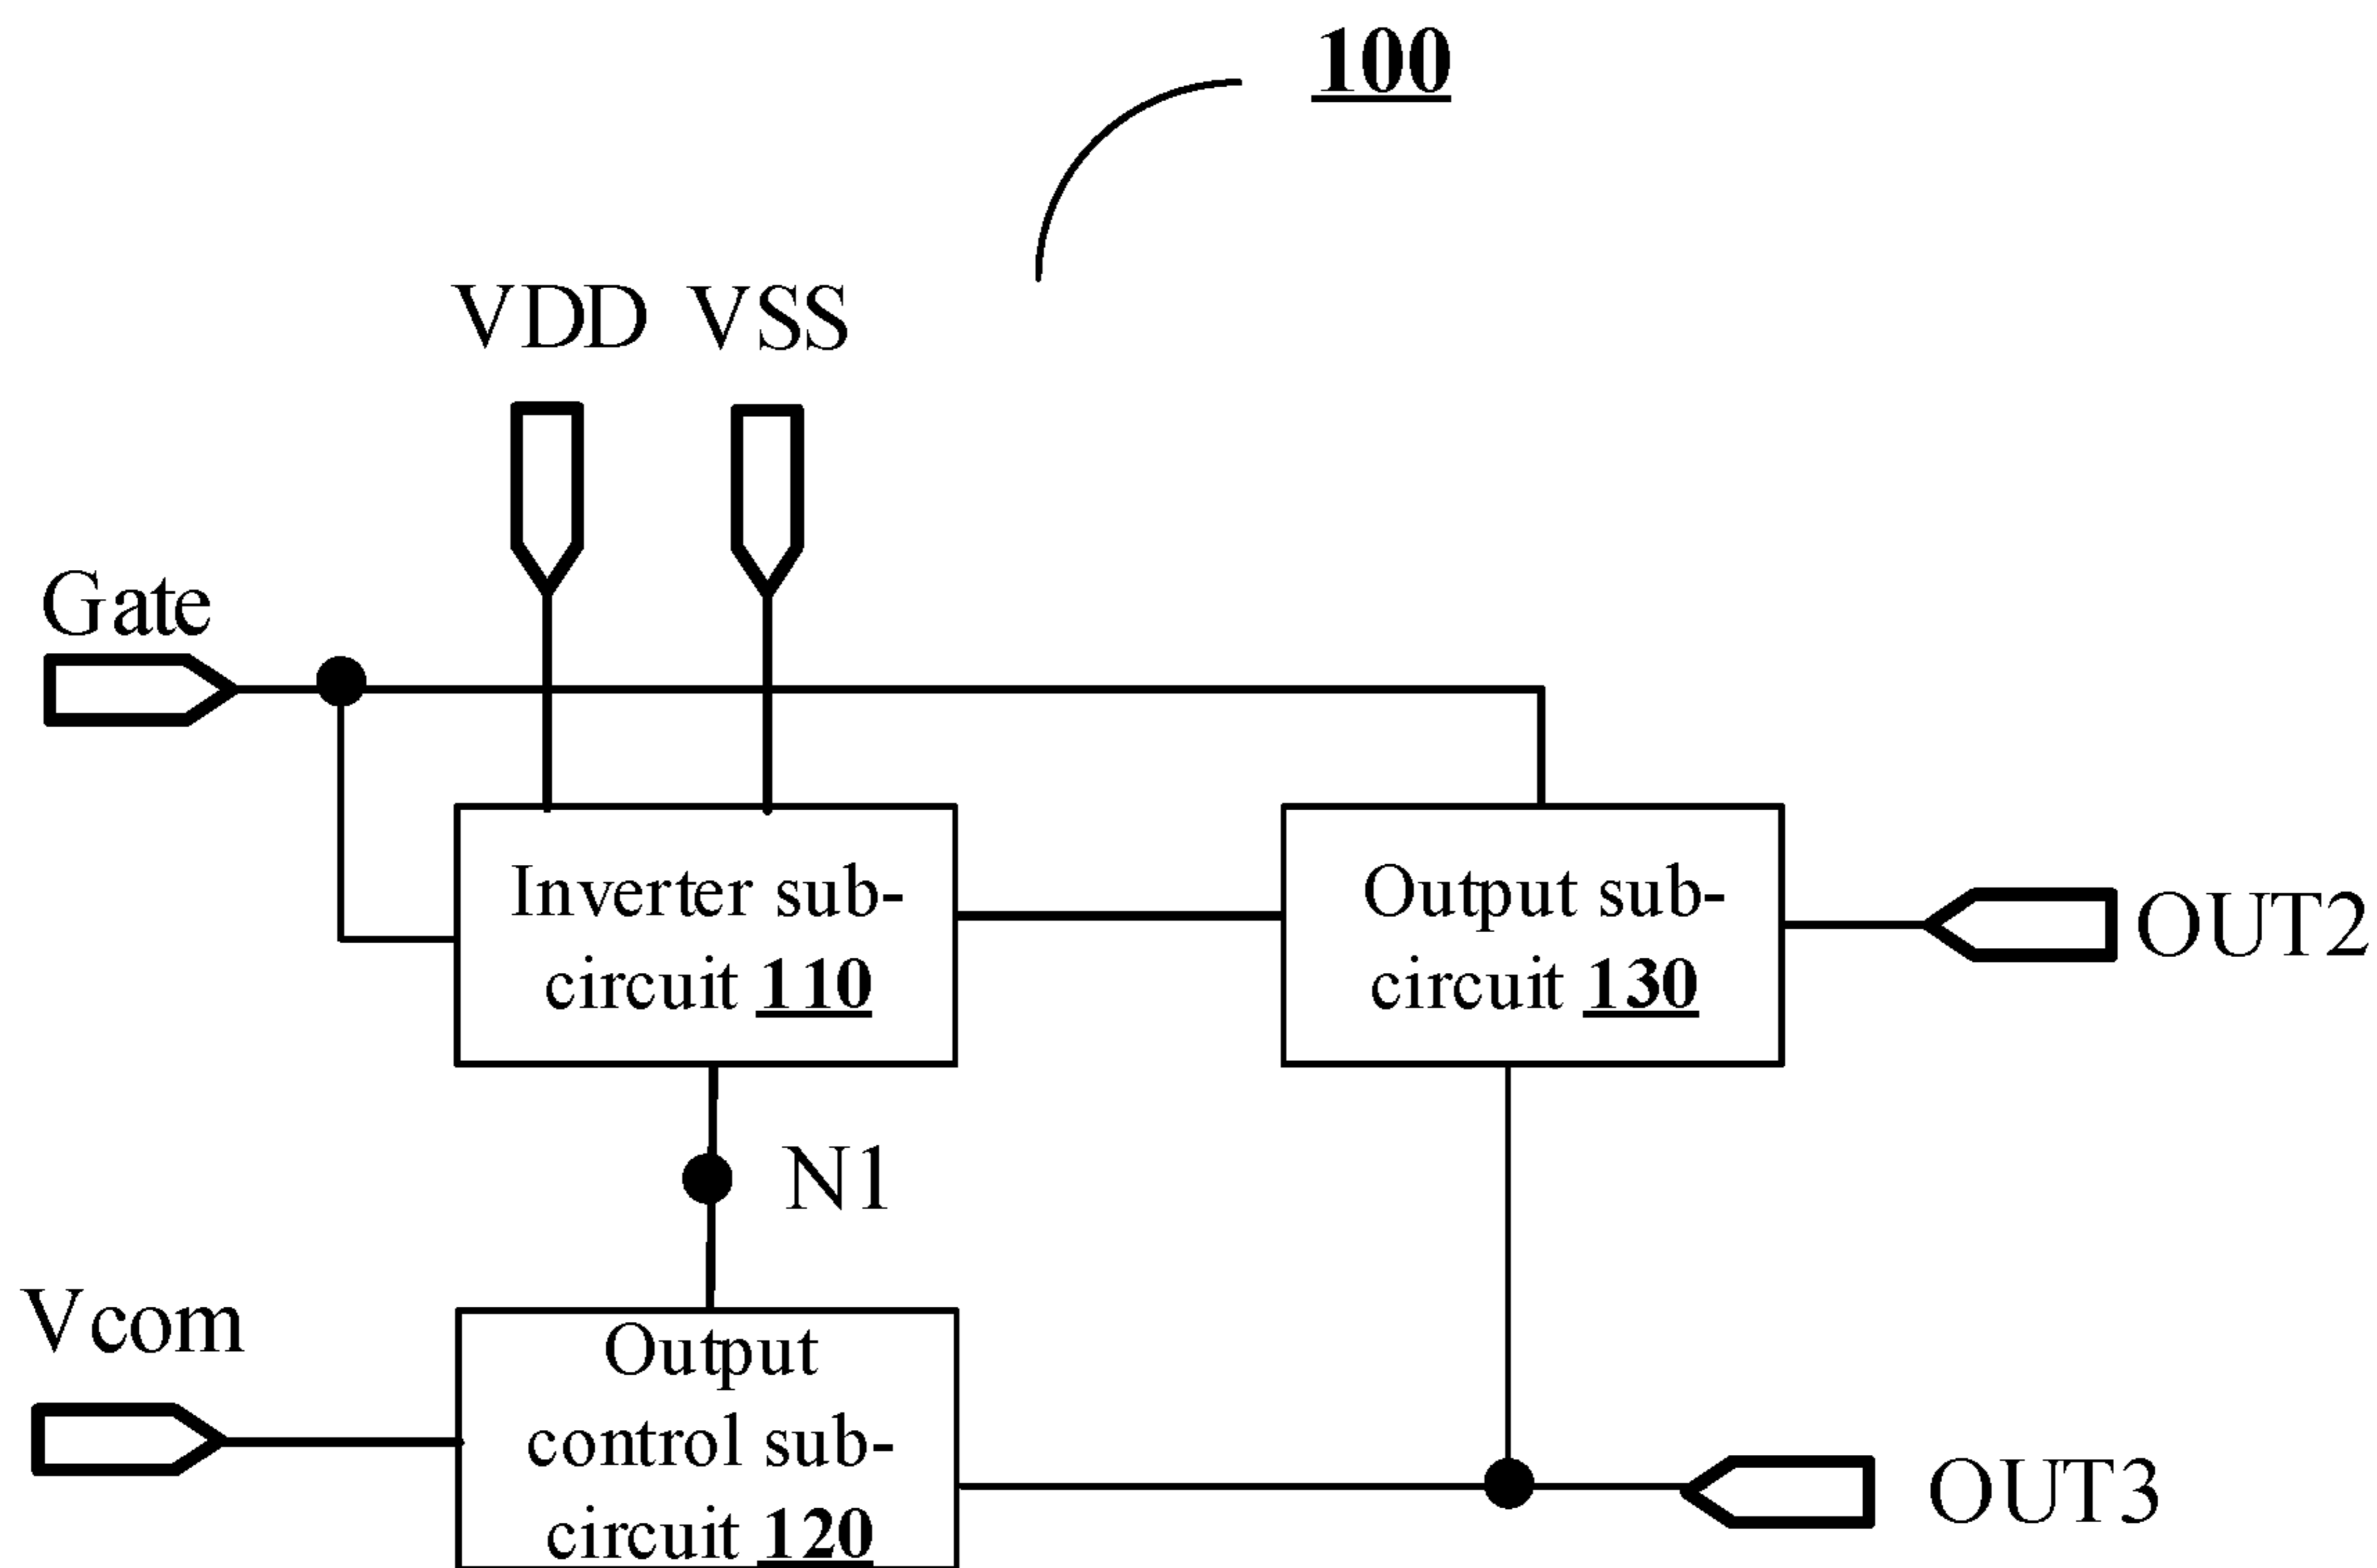 100
VDD VSS
Gate
Inverter sub-
circuit 110
Output sub-
circuit 130
OUT2
N1
Vcom
Output
control sub-
circuit 120
OUT3